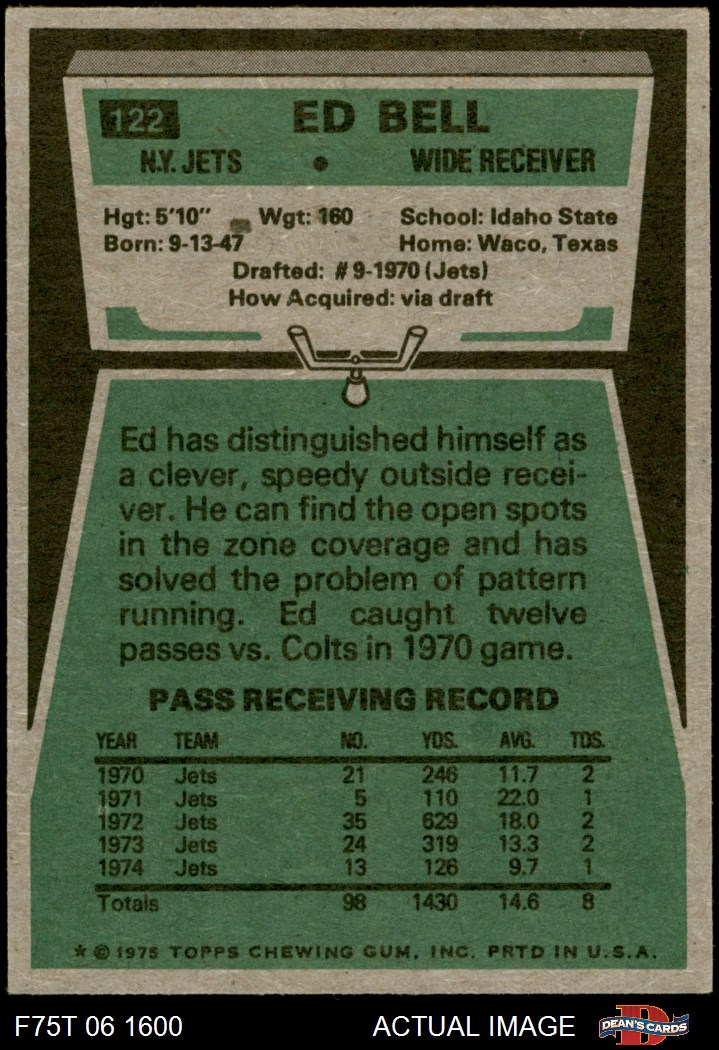 122 ED BELL
N.Y. JETS • WIDE RECEIVER
Hgt: 5'10" Wgt: 160 School: Idaho State
Born: 9-13-47 Home: Waco, Texas
Drafted: #9-1970 (Jets)
How Acquired: via draft
Ed has distinguished himself as
a clever, speedy outside recei-
ver. He can find the open spots
in the zone coverage and has
solved the problem of pattern
running. Ed caught twelve
passes vs. Colts in 1970 game.
PASS RECEIVING RECORD
YEAR TEAM NO. YDS. AVG. TDS.
1970 Jets 21 246 11.7 2
1971 Jets 5 110 22.0 1
1972 Jets 35 629 18.0 2
1973 Jets 24 319 13.3 2
1974 Jets 13 126 9.7 1
Totals 98 1430 14.6 8
* © 1975 TOPPS CHEWING GUM, INC. PRTD IN U.S.A.
F75T 06 1600 ACTUAL IMAGE D DEAN'S CARDS